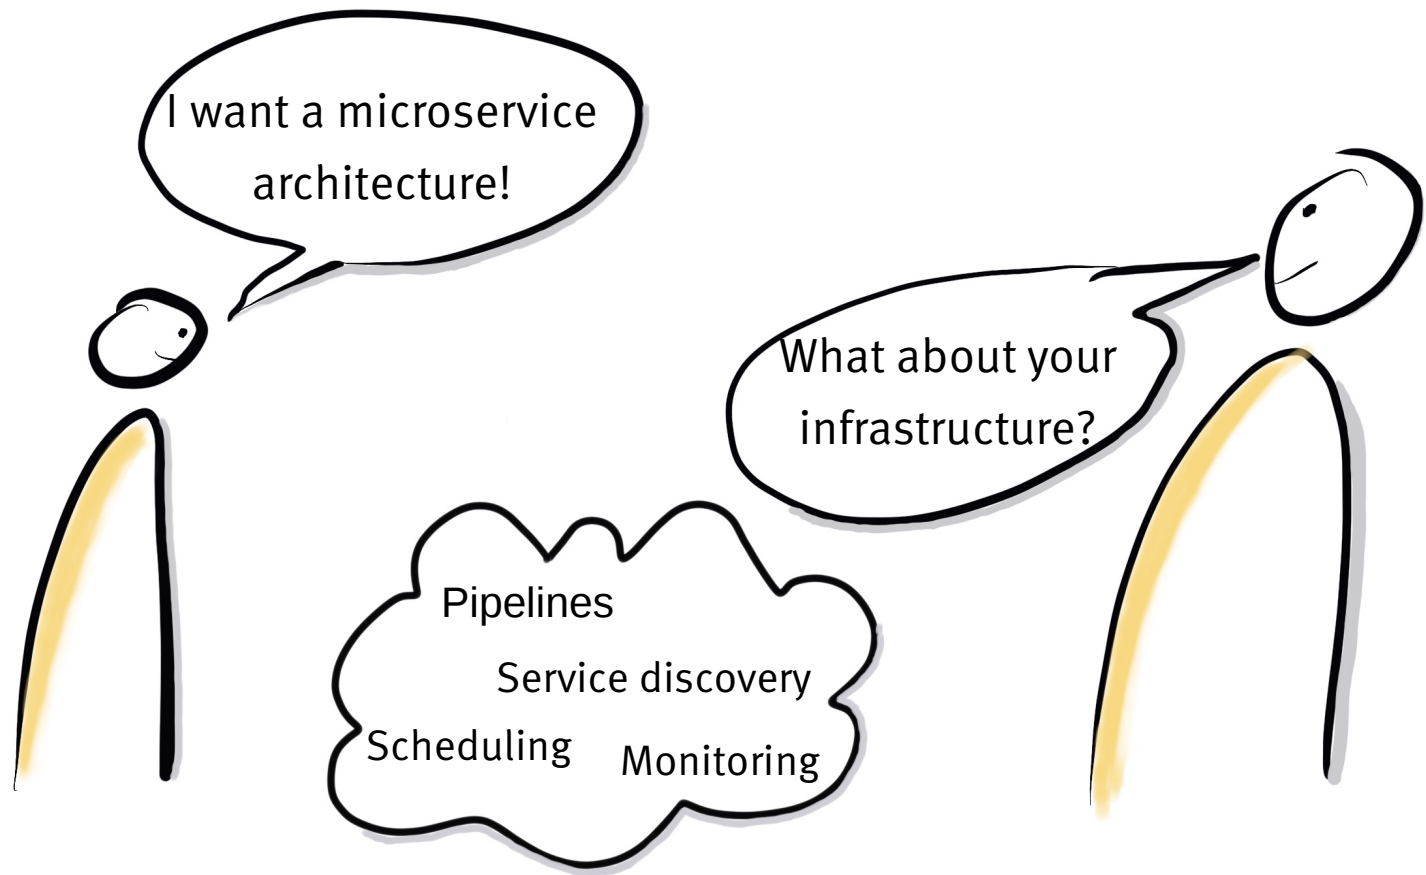 I want a microservice
architecture!
What about your
infrastructure?
Pipelines
Service discovery
Scheduling
Monitoring